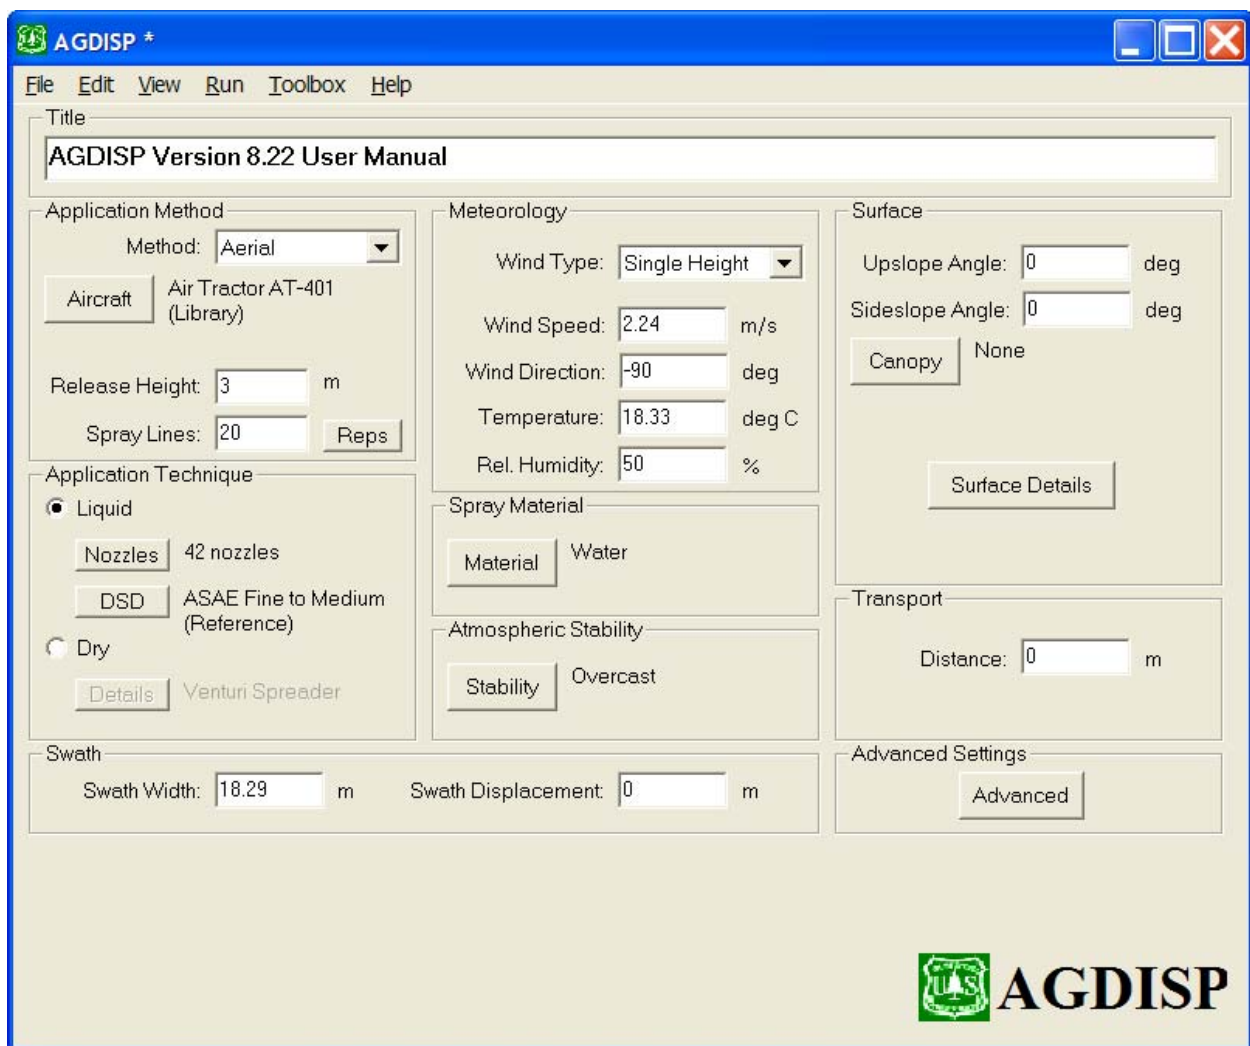 AGDISP *
File Edit View Run Toolbox Help
Title
AGDISP Version 8.22 User Manual
Application Method
Method: Aerial
Aircraft Air Tractor AT-401
(Library)
Release Height: 3 m
Spray Lines: 20 Reps
Application Technique
Liquid
Nozzles 42 nozzles
DSD ASAE Fine to Medium
(Reference)
Dry
Details Venturi Spreader
Meteorology
Wind Type: Single Height
Wind Speed: 2.24 m/s
Wind Direction: -90 deg
Temperature: 18.33 deg C
Rel. Humidity: 50 %
Spray Material
Material Water
Atmospheric Stability
Stability Overcast
Surface
Upslope Angle: 0 deg
Sideslope Angle: 0 deg
Canopy None
Surface Details
Transport
Distance: 0 m
Swath
Swath Width: 18.29 m Swath Displacement: 0 m
Advanced Settings
Advanced
US AGDISP